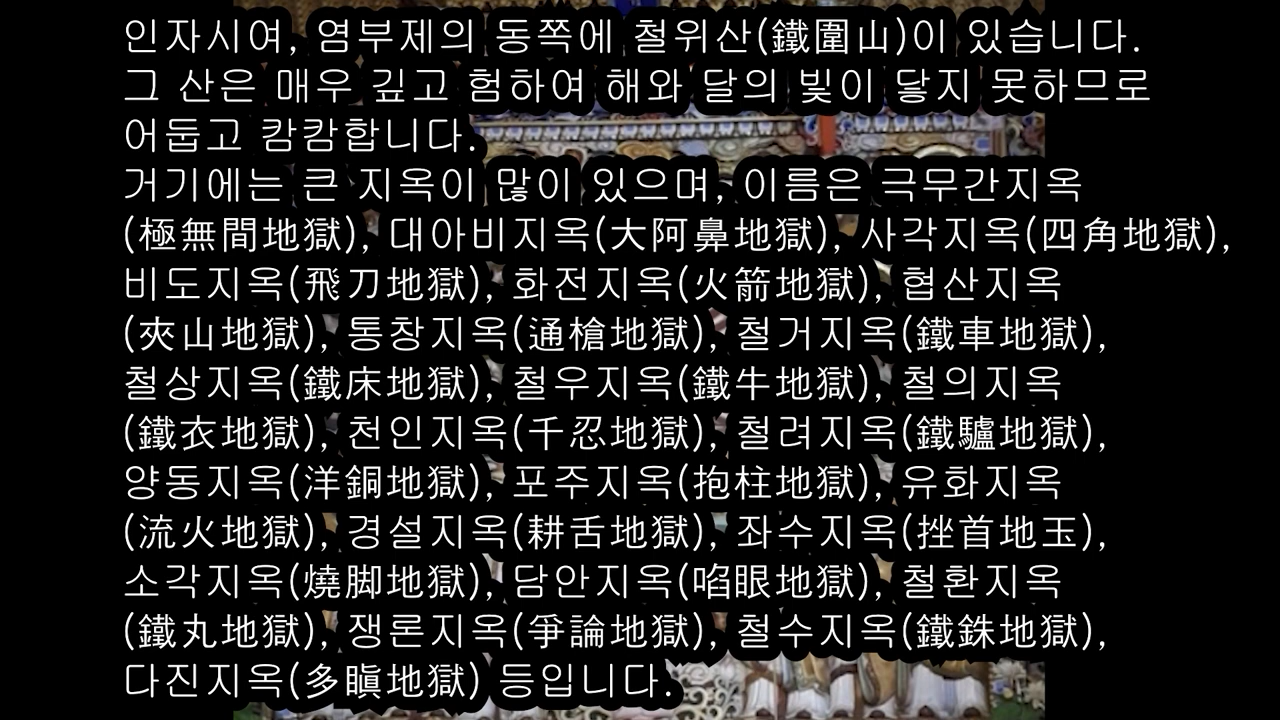 인자시여, 염부제의 동쪽에 철위산(鐵圍山)이 있습니다.
그 산은 매우 깊고 험하여 해와 달의 빛이 닿지 못하므로
어둡고 캄캄합니다.
거기에는 큰 지옥이 많이 있으며, 이름은 극무간지옥
(極無間地獄), 대아비지옥(大阿鼻地獄), 사각지옥(四角地獄),
비도지옥(飛刀地獄), 화전지옥(火箭地獄), 협산지옥
(夾山地獄), 통창지옥(通槍地獄), 철거지옥(鐵車地獄),
철상지옥(鐵床地獄), 철우지옥(鐵牛地獄), 철의지옥
(鐵衣地獄), 천인지옥(千忍地獄), 철려지옥(鐵驢地獄),
양동지옥(洋銅地獄), 포주지옥(抱柱地獄), 유화지옥
(流火地獄), 경설지옥(耕舌地獄), 좌수지옥(挫首地玉),
소각지옥(燒脚地獄), 담안지옥(啗眼地獄), 철환지옥
(鐵丸地獄), 쟁론지옥(爭論地獄), 철수지옥(鐵銖地獄),
다진지옥(多瞋地獄) 등입니다.